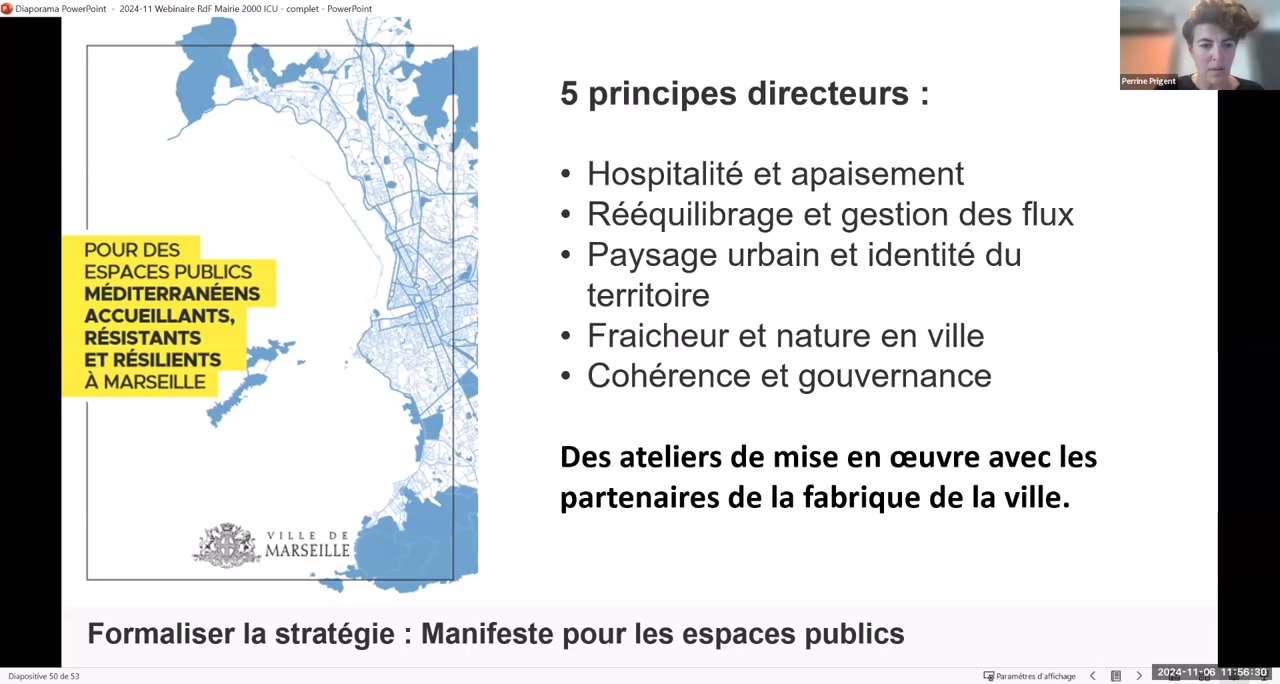 Diaporama PowerPoint - 2024-11 Webinaire RdF Mairie 2000 ICU - complet - PowerPoint
Perrine Prigent
5 principes directeurs :
• Hospitalité et apaisement
• Rééquilibrage et gestion des flux
• Paysage urbain et identité du
territoire
• Fraicheur et nature en ville
• Cohérence et gouvernance
Des ateliers de mise en œuvre avec les
partenaires de la fabrique de la ville.
POUR DES
ESPACES PUBLICS
MÉDITERRANÉENS
ACCUEILLANTS,
RÉSISTANTS
ET RÉSILIENTS
À MARSEILLE
VILLE DE
MARSEILLE
Formaliser la stratégie : Manifeste pour les espaces publics
Diapositive 50 de 53
Paramètres d'affichage
2024-11-06 11:56:30